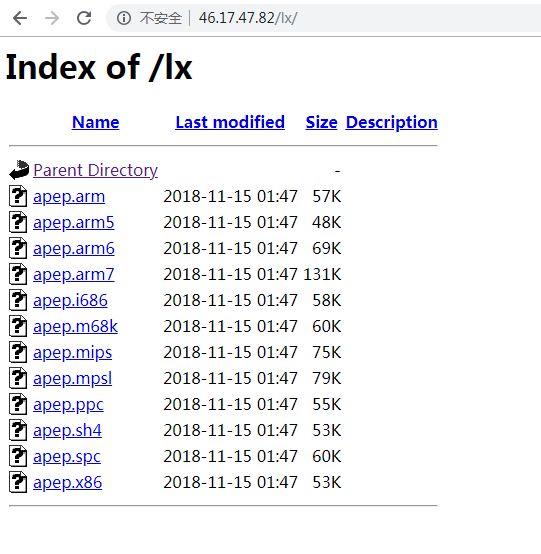 不安全 46.17.47.82/lx/
Index of /lx
Name Last modified Size Description
Parent Directory -
apep.arm 2018-11-15 01:47 57K
apep.arm5 2018-11-15 01:47 48K
apep.arm6 2018-11-15 01:47 69K
apep.arm7 2018-11-15 01:47 131K
apep.i686 2018-11-15 01:47 58K
apep.m68k 2018-11-15 01:47 60K
apep.mips 2018-11-15 01:47 75K
apep.mpsl 2018-11-15 01:47 79K
apep.ppc 2018-11-15 01:47 55K
apep.sh4 2018-11-15 01:47 53K
apep.spc 2018-11-15 01:47 60K
apep.x86 2018-11-15 01:47 53K